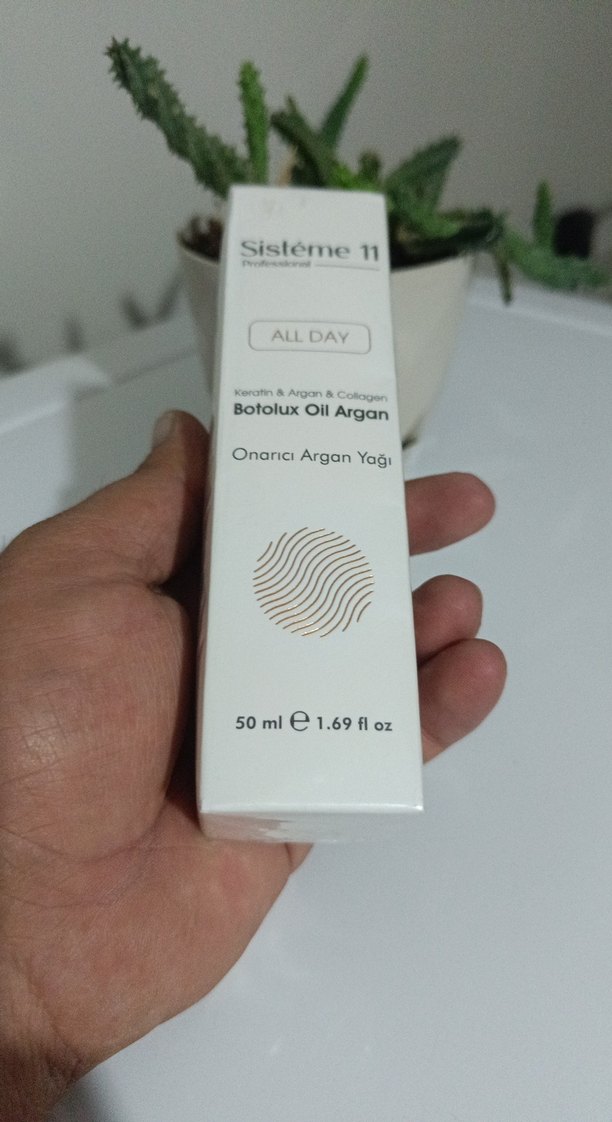 Sistéme 11
Professional
ALL DAY
Keratin & Argan & Collagen
Botolux Oil Argan
Onarıcı Argan Yağı
50 ml ℮ 1.69 fl oz